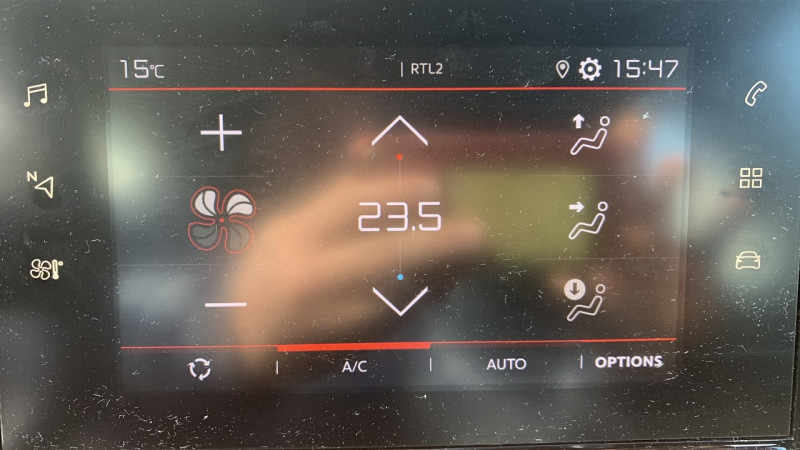 15°C | RTL2 15:47
N
23.5
| A/C | AUTO | OPTIONS